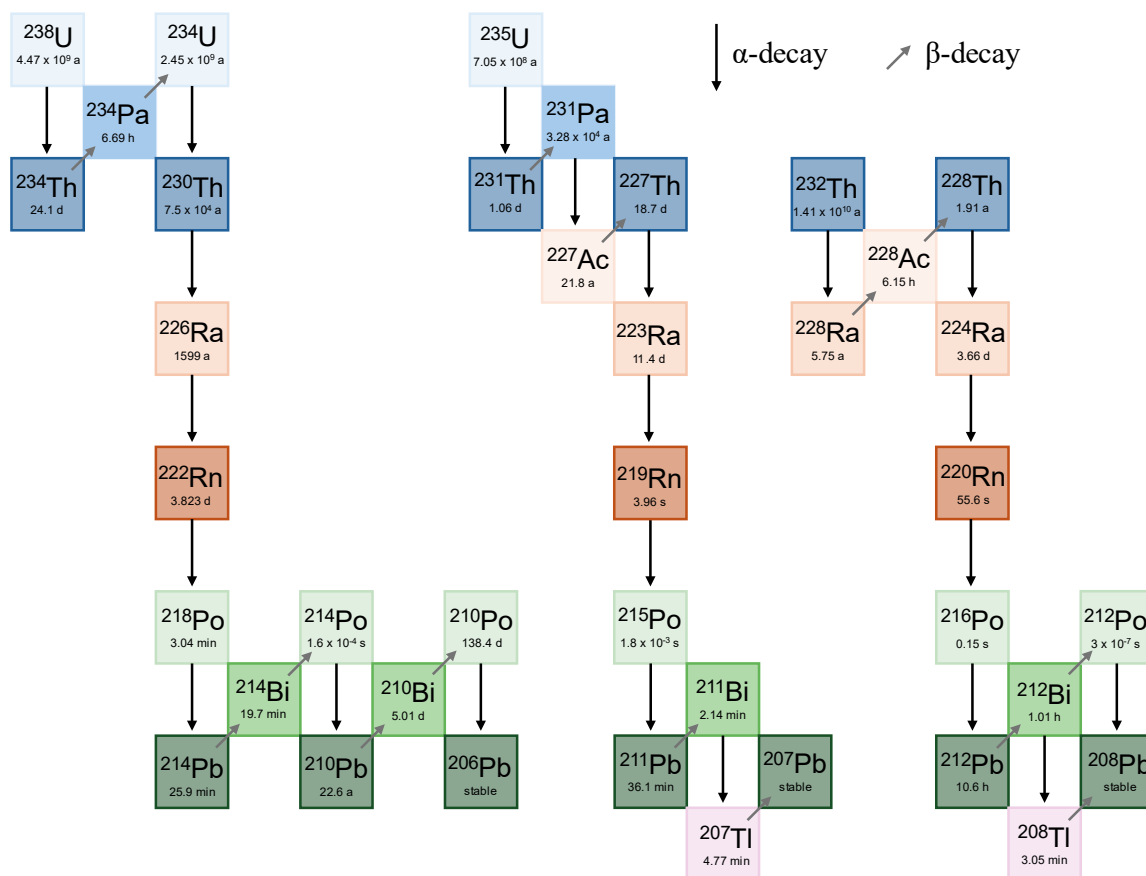 ²³⁸U
4.47 x 10⁹ a
²³⁴U
2.45 x 10⁹ a
²³⁵U
7.05 x 10⁸ a
α-decay
β-decay
²³⁴Pa
6.69 h
²³¹Pa
3.28 x 10⁴ a
²³⁴Th
24.1 d
²³⁰Th
7.5 x 10⁴ a
²³¹Th
1.06 d
²²⁷Th
18.7 d
²³²Th
1.41 x 10¹⁰ a
²²⁸Th
1.91 a
²²⁷Ac
21.8 a
²²⁸Ac
6.15 h
²²⁶Ra
1599 a
²²³Ra
11.4 d
²²⁸Ra
5.75 a
²²⁴Ra
3.66 d
²²²Rn
3.823 d
²¹⁹Rn
3.96 s
²²⁰Rn
55.6 s
²¹⁸Po
3.04 min
²¹⁴Po
1.6 x 10⁻⁴ s
²¹⁰Po
138.4 d
²¹⁵Po
1.8 x 10⁻³ s
²¹⁶Po
0.15 s
²¹²Po
3 x 10⁻⁷ s
²¹⁴Bi
19.7 min
²¹⁰Bi
5.01 d
²¹¹Bi
2.14 min
²¹²Bi
1.01 h
²¹⁴Pb
25.9 min
²¹⁰Pb
22.6 a
²⁰⁶Pb
stable
²¹¹Pb
36.1 min
²⁰⁷Pb
stable
²¹²Pb
10.6 h
²⁰⁸Pb
stable
²⁰⁷Tl
4.77 min
²⁰⁸Tl
3.05 min